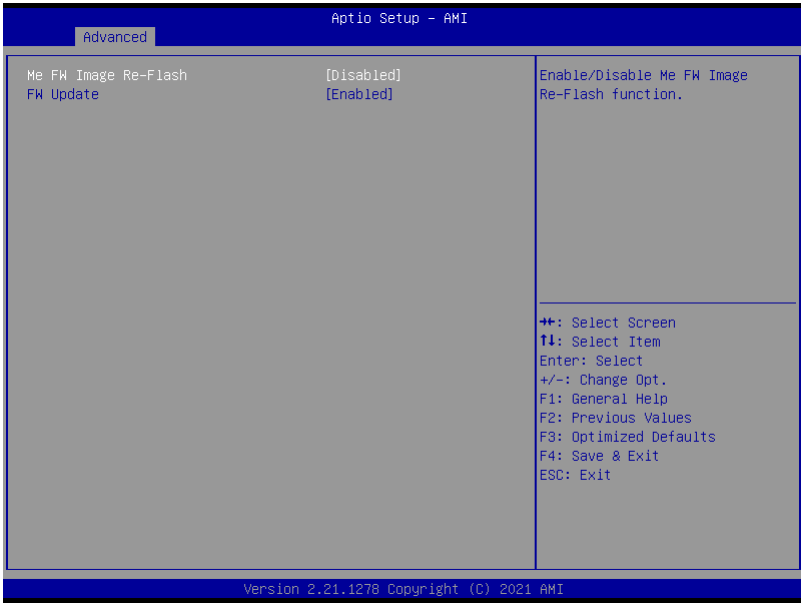 Aptio Setup – AMI
Advanced
Me FW Image Re–Flash [Disabled]
FW Update [Enabled]
Enable/Disable Me FW Image
Re–Flash function.
→←: Select Screen
↑↓: Select Item
Enter: Select
+/–: Change Opt.
F1: General Help
F2: Previous Values
F3: Optimized Defaults
F4: Save & Exit
ESC: Exit
Version 2.21.1278 Copyright (C) 2021 AMI